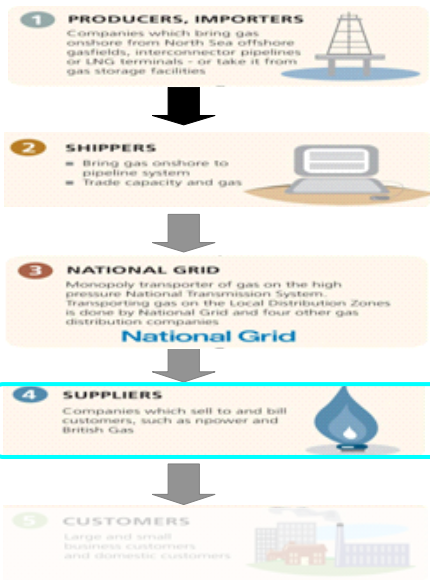 1 PRODUCERS, IMPORTERS
Companies which bring gas
onshore from North Sea offshore
gasfields, interconnector pipelines
or LNG terminals - or take it from
gas storage facilities
2 SHIPPERS
Bring gas onshore to
pipeline system
Trade capacity and gas
3 NATIONAL GRID
Monopoly transporter of gas on the high
pressure National Transmission System.
Transporting gas on the Local Distribution Zones
is done by National Grid and four other gas
distribution companies
National Grid
4 SUPPLIERS
Companies which sell to and bill
customers, such as npower and
British Gas
5 CUSTOMERS
Large and small
business customers
and domestic customers